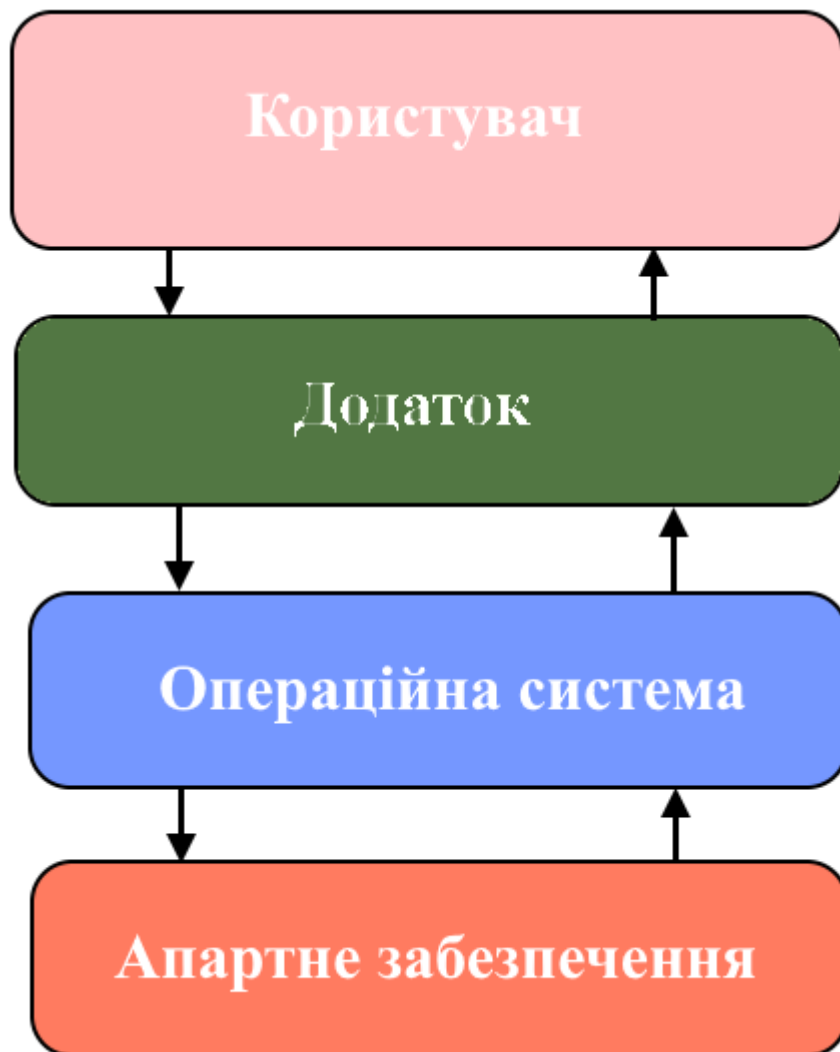 Користувач
Додаток
Операційна система
Апартне забезпечення